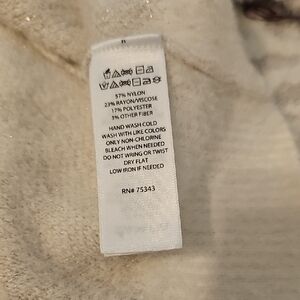 57% NYLON
23% RAYON/VISCOSE
17% POLYESTER
3% OTHER FIBER
HAND WASH COLD
WASH WITH LIKE COLORS
ONLY NON-CHLORINE
BLEACH WHEN NEEDED
DO NOT WRING OR TWIST
DRY FLAT
LOW IRON IF NEEDED
RN# 75343